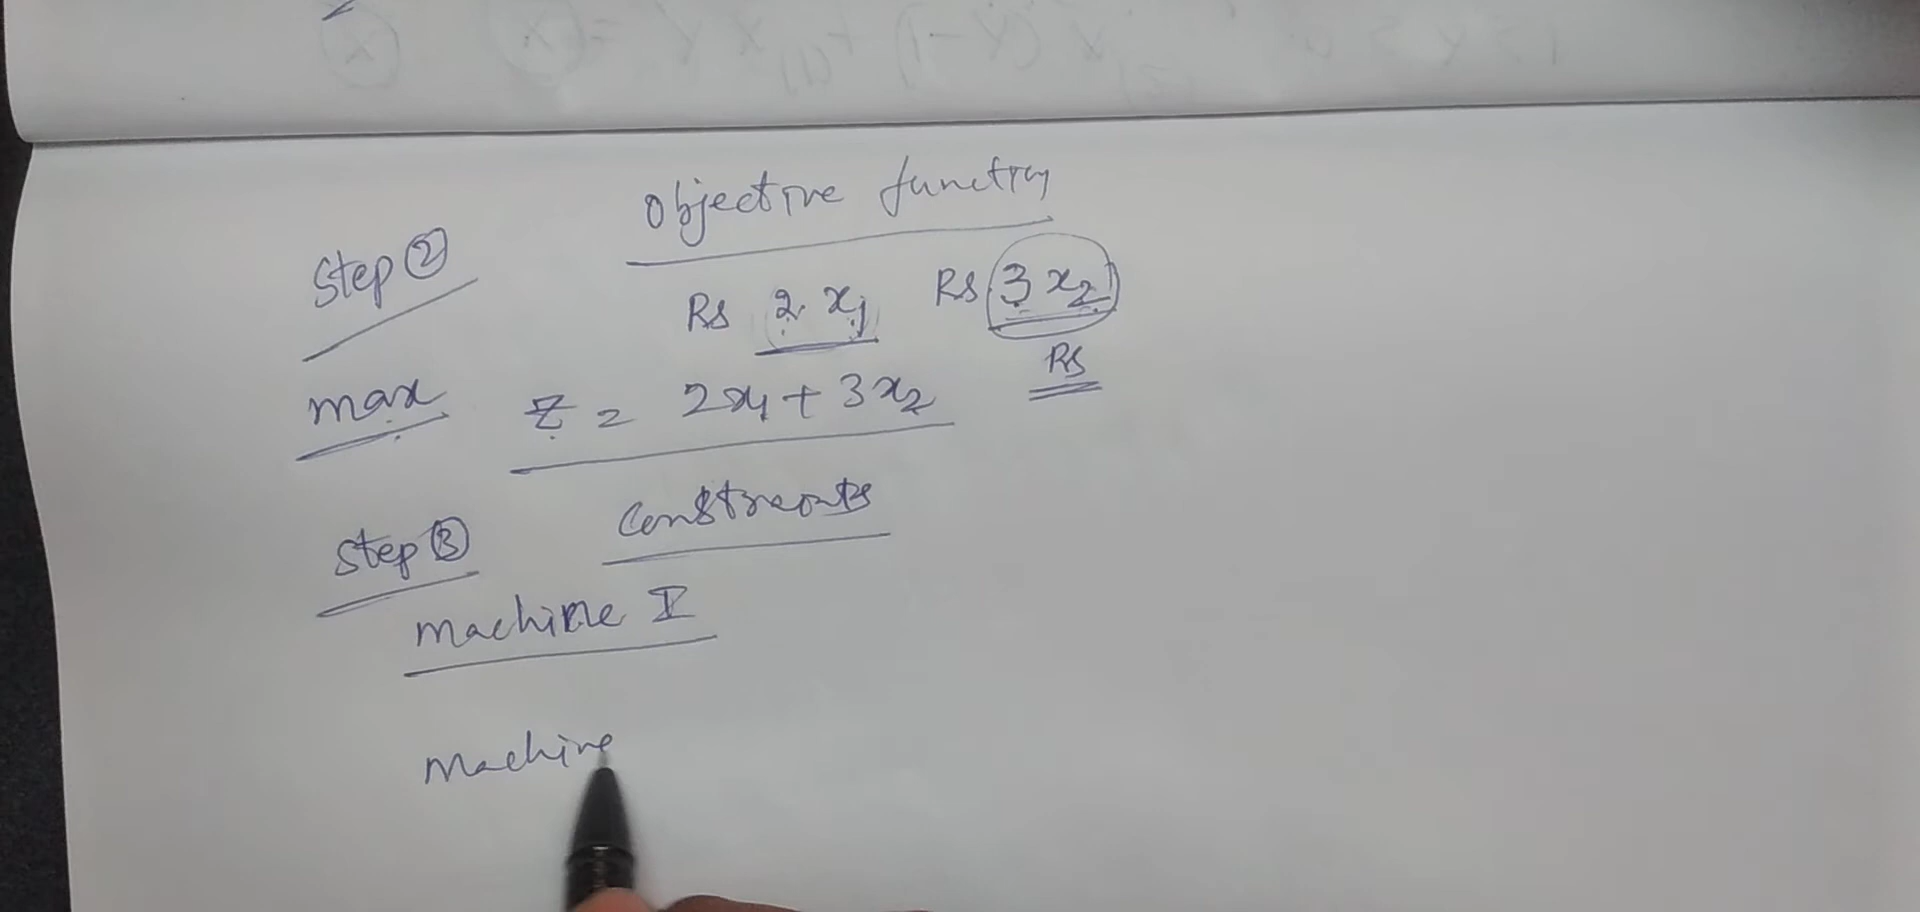 Objective function
Step ②
Rs 2 x1 Rs 3 x2
Rs
max Z = 2x1 + 3x2
Step ③ Constraints
Machine I
Machine